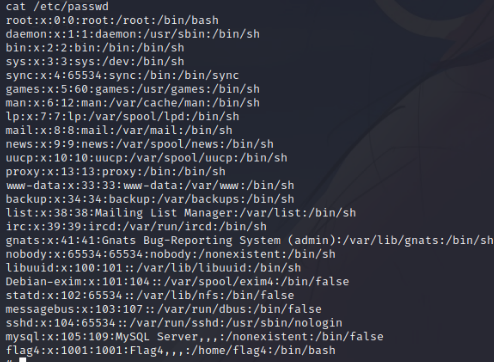 cat /etc/passwd
root:x:0:0:root:/root:/bin/bash
daemon:x:1:1:daemon:/usr/sbin:/bin/sh
bin:x:2:2:bin:/bin:/bin/sh
sys:x:3:3:sys:/dev:/bin/sh
sync:x:4:65534:sync:/bin:/bin/sync
games:x:5:60:games:/usr/games:/bin/sh
man:x:6:12:man:/var/cache/man:/bin/sh
lp:x:7:7:lp:/var/spool/lpd:/bin/sh
mail:x:8:8:mail:/var/mail:/bin/sh
news:x:9:9:news:/var/spool/news:/bin/sh
uucp:x:10:10:uucp:/var/spool/uucp:/bin/sh
proxy:x:13:13:proxy:/bin:/bin/sh
www-data:x:33:33:www-data:/var/www:/bin/sh
backup:x:34:34:backup:/var/backups:/bin/sh
list:x:38:38:Mailing List Manager:/var/list:/bin/sh
irc:x:39:39:ircd:/var/run/ircd:/bin/sh
gnats:x:41:41:Gnats Bug-Reporting System (admin):/var/lib/gnats:/bin/sh
nobody:x:65534:65534:nobody:/nonexistent:/bin/sh
libuuid:x:100:101::/var/lib/libuuid:/bin/sh
Debian-exim:x:101:104::/var/spool/exim4:/bin/false
statd:x:102:65534::/var/lib/nfs:/bin/false
messagebus:x:103:107::/var/run/dbus:/bin/false
sshd:x:104:65534::/var/run/sshd:/usr/sbin/nologin
mysql:x:105:109:MySQL Server,,,:/nonexistent:/bin/false
flag4:x:1001:1001:Flag4,,,:/home/flag4:/bin/bash